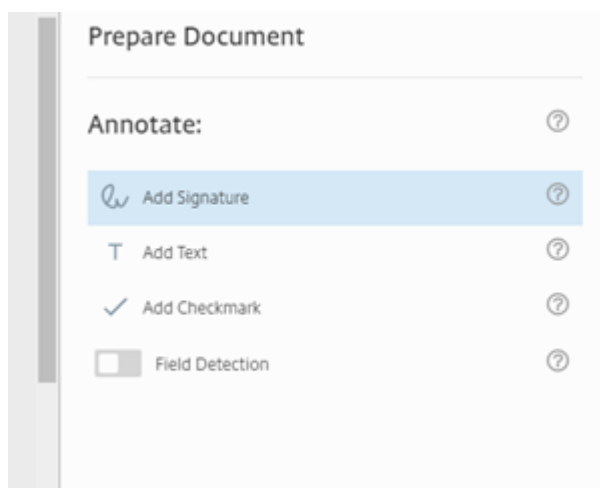 Prepare Document
Annotate:
Add Signature
T Add Text
Add Checkmark
Field Detection